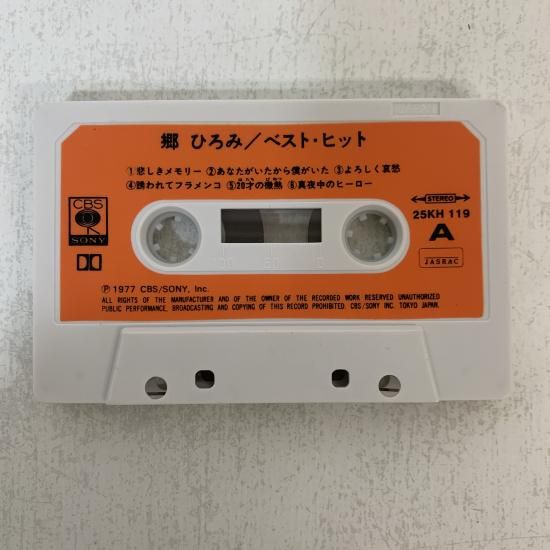 郷 ひろみ／ベスト・ヒット
①悲しきメモリー ②あなたがいたから僕がいた ③よろしく哀愁
④誘われてフラメンコ ⑤20才の微熱 ⑥真夜中のヒーロー
CBS
SONY
STEREO
25KH 119
A
JASRAC
100 50 0
Ⓟ 1977 CBS/SONY, Inc.
ALL RIGHTS OF THE MANUFACTURER AND OF THE OWNER OF THE RECORDED WORK RESERVED UNAUTHORIZED
PUBLIC PERFORMANCE, BROADCASTING AND COPYING OF THIS RECORD PROHIBITED. CBS/SONY INC. TOKYO JAPAN.